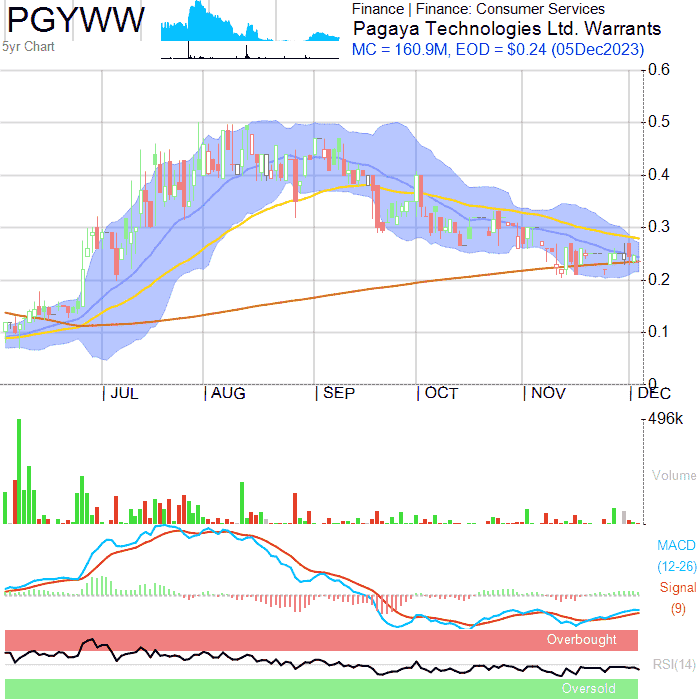 PGYWW
5yr Chart
Finance | Finance: Consumer Services
Pagaya Technologies Ltd. Warrants
MC = 160.9M, EOD = $0.24 (05Dec2023)
0.6
0.5
0.4
0.3
0.2
0.1
0
JUL
AUG
SEP
OCT
NOV
DEC
496k
Volume
MACD
(12-26)
Signal
(9)
Overbought
RSI(14)
Oversold